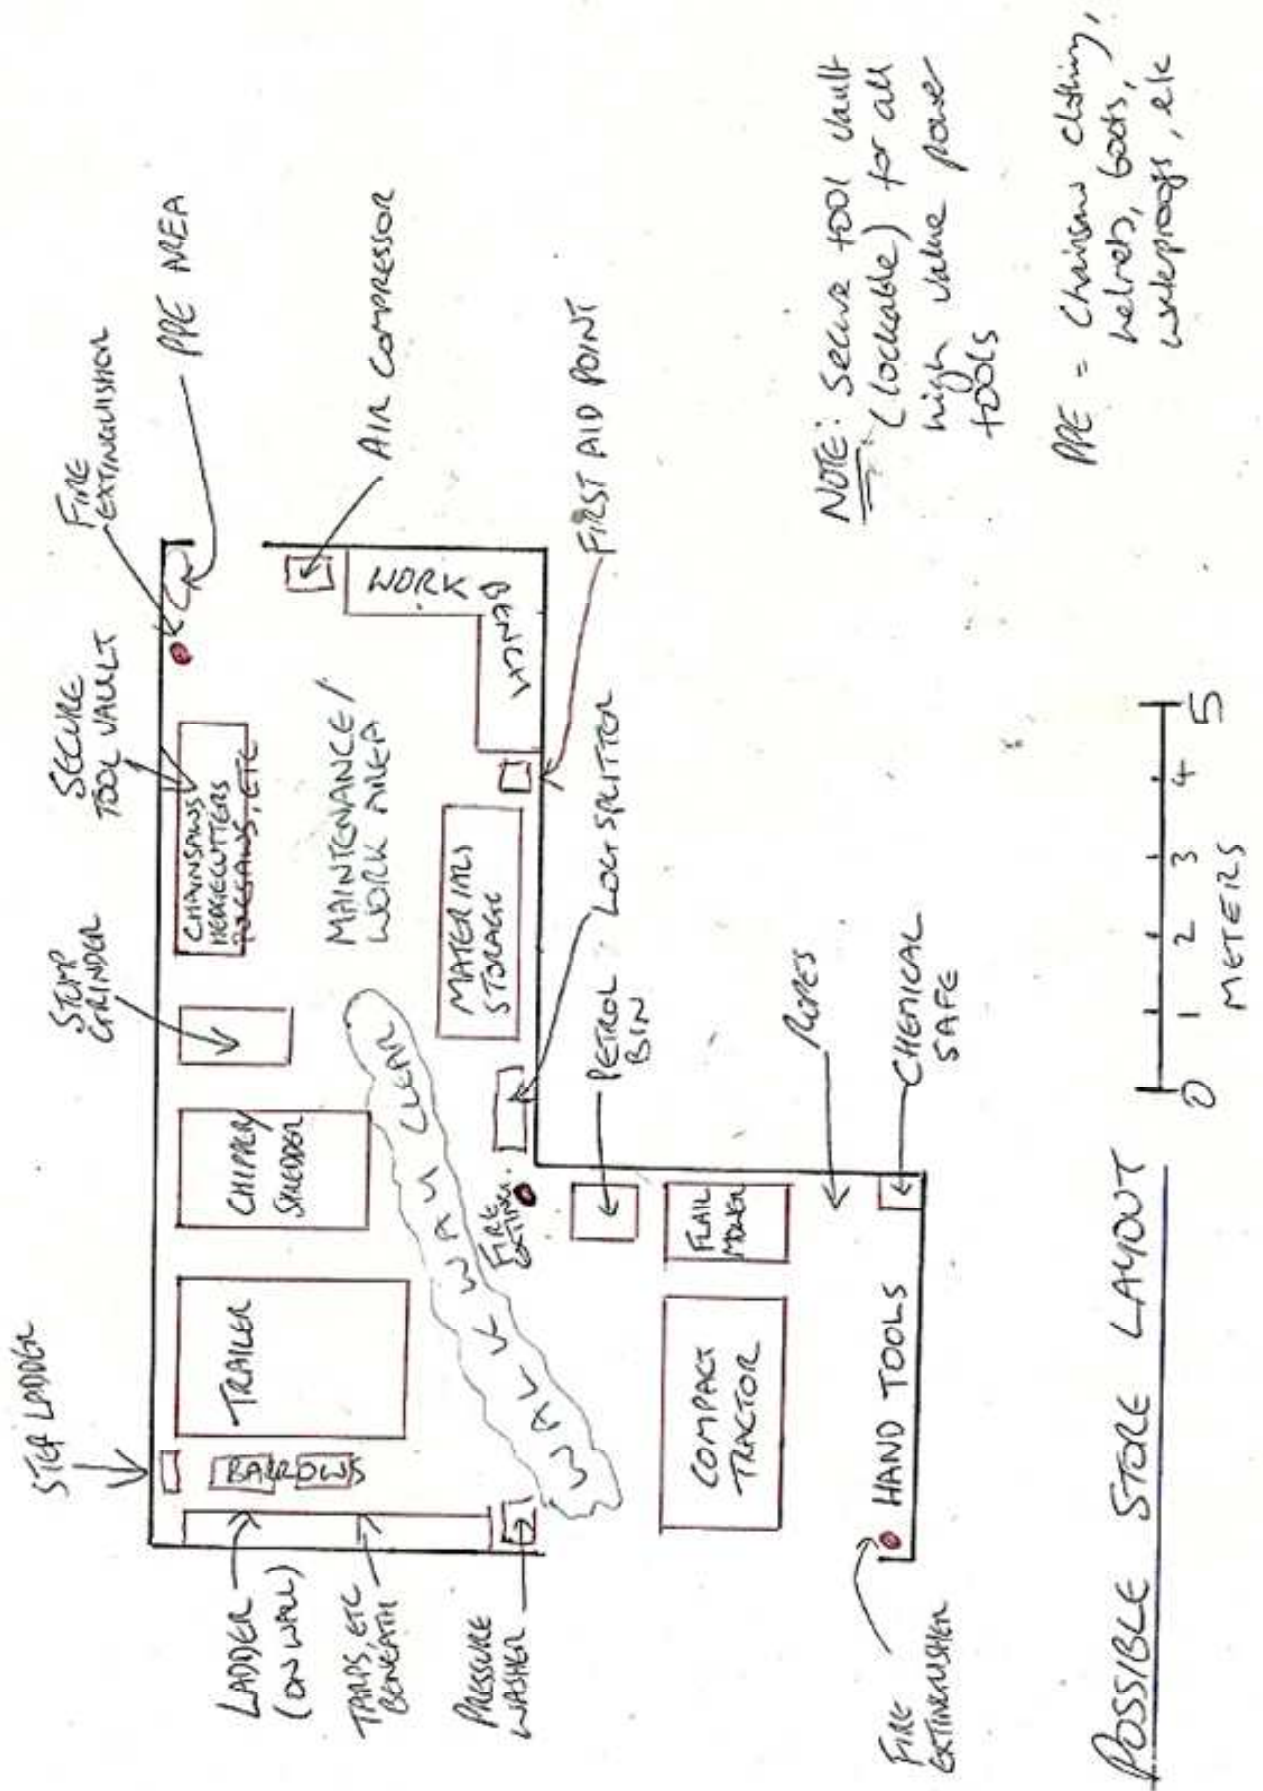 STEP LADDER
STUMP
GRINDER
SECURE
TOOL VAULT
FIRE
EXTINGUISHER
PPE AREA
LADDER
(ON WALL)
TARPS, ETC
BENEATH
PRESSURE
WASHER
BARROWS
TRAILER
CHIPPER/
SHREDDER
CHAINSAWS
HEDGECUTTERS
POLESAWS, ETC
MAINTENANCE/
WORK AREA
AIR COMPRESSOR
WORK
BENCH
WALK WAY CLEAR
MATERIALS
STORAGE
FIRST AID POINT
FIRE
EXTING.
LOG SPLITTER
PETROL
BIN
COMPACT
TRACTOR
FLAIL
MOWER
ROPES
HAND TOOLS
CHEMICAL
SAFE
FIRE
EXTINGUISHER
NOTE: Secure tool vault
(lockable) for all
high value power
tools
PPE = Chainsaw clothing,
helmets, boots,
waterproofs, etc
POSSIBLE STORE LAYOUT
0 1 2 3 4 5
METERS